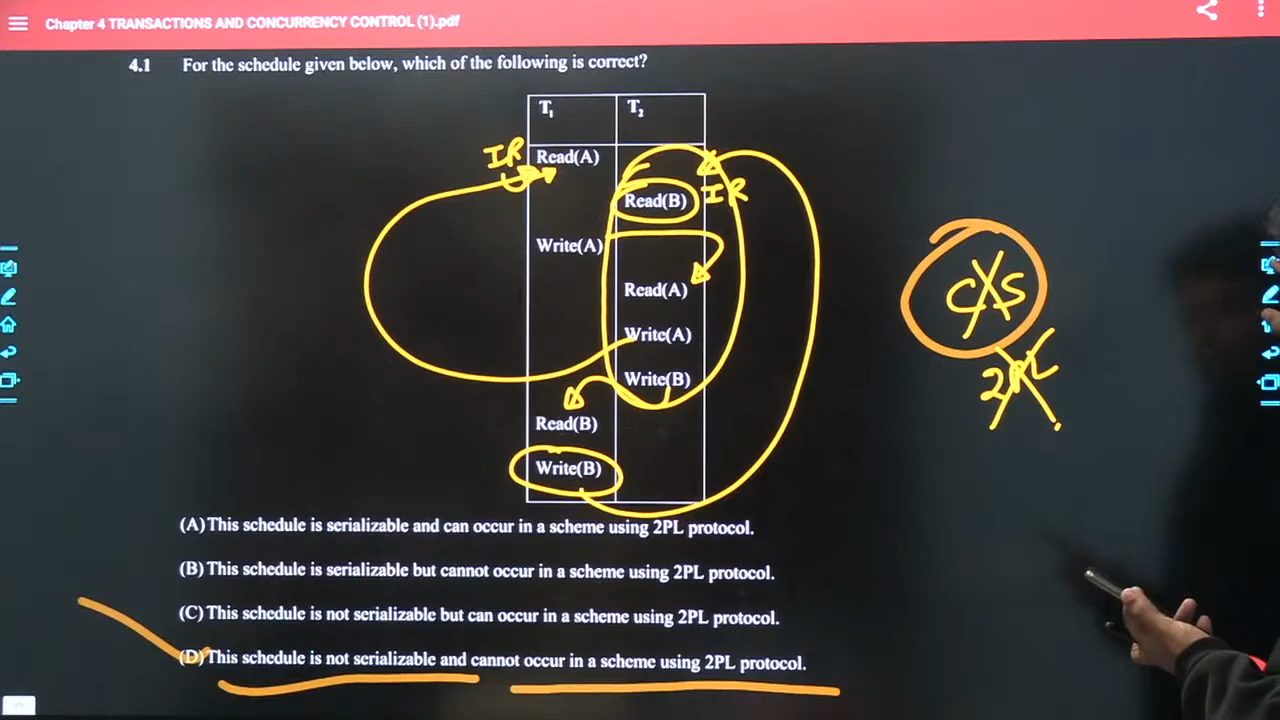 Chapter 4 TRANSACTIONS AND CONCURRENCY CONTROL (1).pdf
4.1 For the schedule given below, which of the following is correct?
T1 T2
IR Read(A)
Read(B) IR
Write(A)
Read(A)
Write(A)
Write(B)
Read(B)
Write(B)
CS
2PL
(A) This schedule is serializable and can occur in a scheme using 2PL protocol.
(B) This schedule is serializable but cannot occur in a scheme using 2PL protocol.
(C) This schedule is not serializable but can occur in a scheme using 2PL protocol.
(D) This schedule is not serializable and cannot occur in a scheme using 2PL protocol.